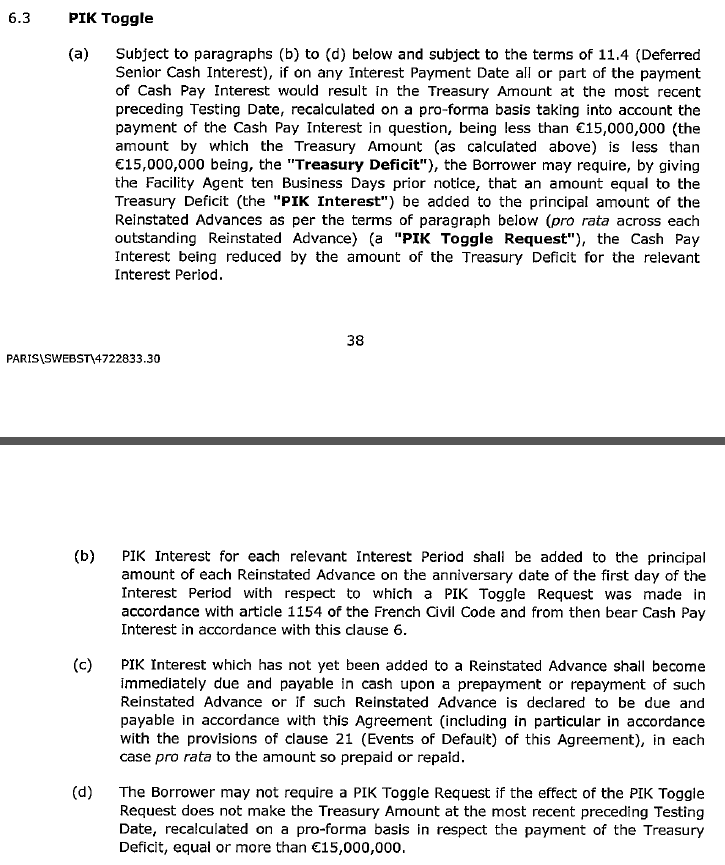 6.3 PIK Toggle
(a) Subject to paragraphs (b) to (d) below and subject to the terms of 11.4 (Deferred
Senior Cash Interest), if on any Interest Payment Date all or part of the payment
of Cash Pay Interest would result in the Treasury Amount at the most recent
preceding Testing Date, recalculated on a pro-forma basis taking into account the
payment of the Cash Pay Interest in question, being less than €15,000,000 (the
amount by which the Treasury Amount (as calculated above) is less than
€15,000,000 being, the "Treasury Deficit"), the Borrower may require, by giving
the Facility Agent ten Business Days prior notice, that an amount equal to the
Treasury Deficit (the "PIK Interest") be added to the principal amount of the
Reinstated Advances as per the terms of paragraph below (pro rata across each
outstanding Reinstated Advance) (a "PIK Toggle Request"), the Cash Pay
Interest being reduced by the amount of the Treasury Deficit for the relevant
Interest Period.
38
PARIS\SWEBST\4722833.30
(b) PIK Interest for each relevant Interest Period shall be added to the principal
amount of each Reinstated Advance on the anniversary date of the first day of the
Interest Period with respect to which a PIK Toggle Request was made in
accordance with article 1154 of the French Civil Code and from then bear Cash Pay
Interest in accordance with this clause 6.
(c) PIK Interest which has not yet been added to a Reinstated Advance shall become
immediately due and payable in cash upon a prepayment or repayment of such
Reinstated Advance or if such Reinstated Advance is declared to be due and
payable in accordance with this Agreement (including in particular in accordance
with the provisions of clause 21 (Events of Default) of this Agreement), in each
case pro rata to the amount so prepaid or repaid.
(d) The Borrower may not require a PIK Toggle Request if the effect of the PIK Toggle
Request does not make the Treasury Amount at the most recent preceding Testing
Date, recalculated on a pro-forma basis in respect the payment of the Treasury
Deficit, equal or more than €15,000,000.